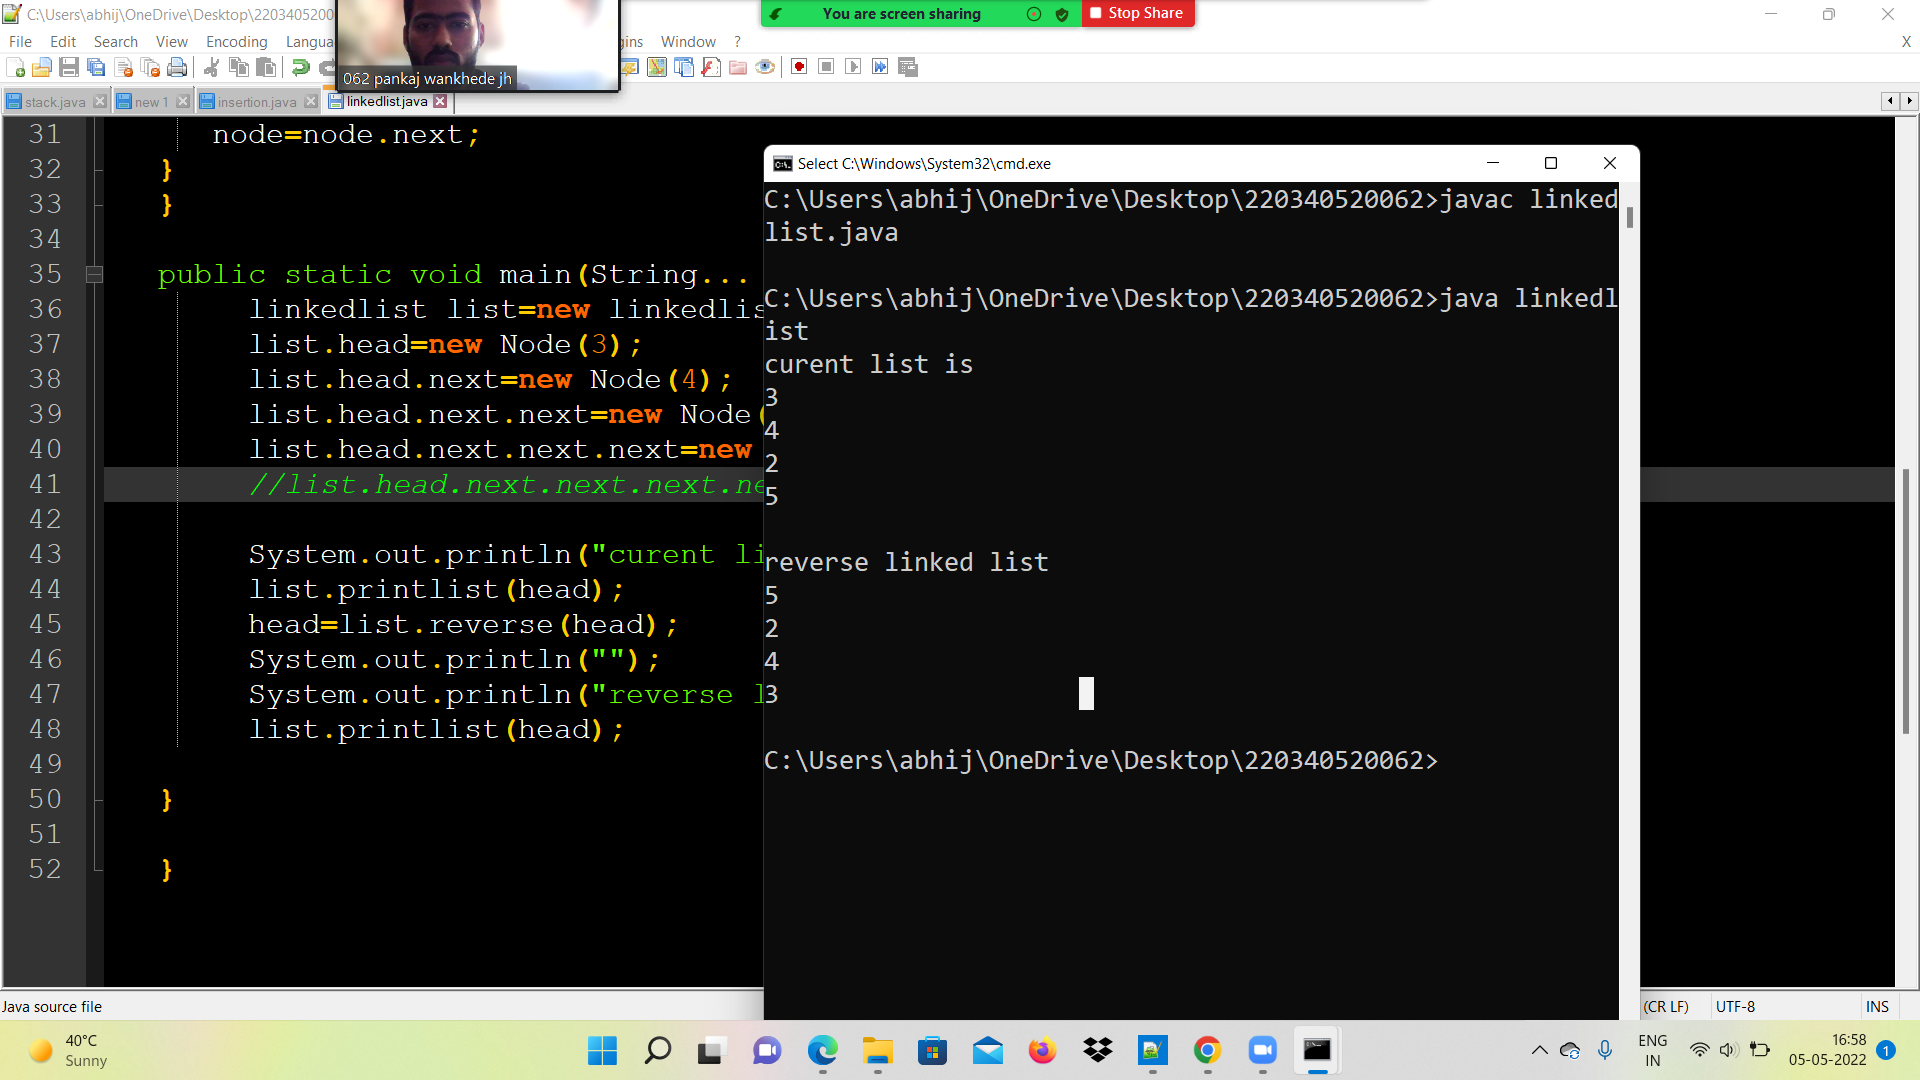 C:\Users\abhij\OneDrive\Desktop\220340520
You are screen sharing
Stop Share
File Edit Search View Encoding Langua
gins Window ?
X
062 pankaj wankhede jh
stack.java
new 1
insertion.java
linkedlist.java
31 node=node.next;
32 }
33 }
34
35 public static void main(String...
36 linkedlist list=new linkedlis
37 list.head=new Node(3);
38 list.head.next=new Node(4);
39 list.head.next.next=new Node(
40 list.head.next.next.next=new
41 //list.head.next.next.next.ne
42
43 System.out.println("curent li
44 list.printlist(head);
45 head=list.reverse(head);
46 System.out.println("");
47 System.out.println("reverse l
48 list.printlist(head);
49
50 }
51
52 }
Select C:\Windows\System32\cmd.exe
C:\Users\abhij\OneDrive\Desktop\220340520062>javac linked
list.java
C:\Users\abhij\OneDrive\Desktop\220340520062>java linkedl
ist
curent list is
3
4
2
5
reverse linked list
5
2
4
3
C:\Users\abhij\OneDrive\Desktop\220340520062>
Java source file
(CR LF)
UTF-8
INS
40°C
Sunny
ENG
IN
16:58
05-05-2022
1